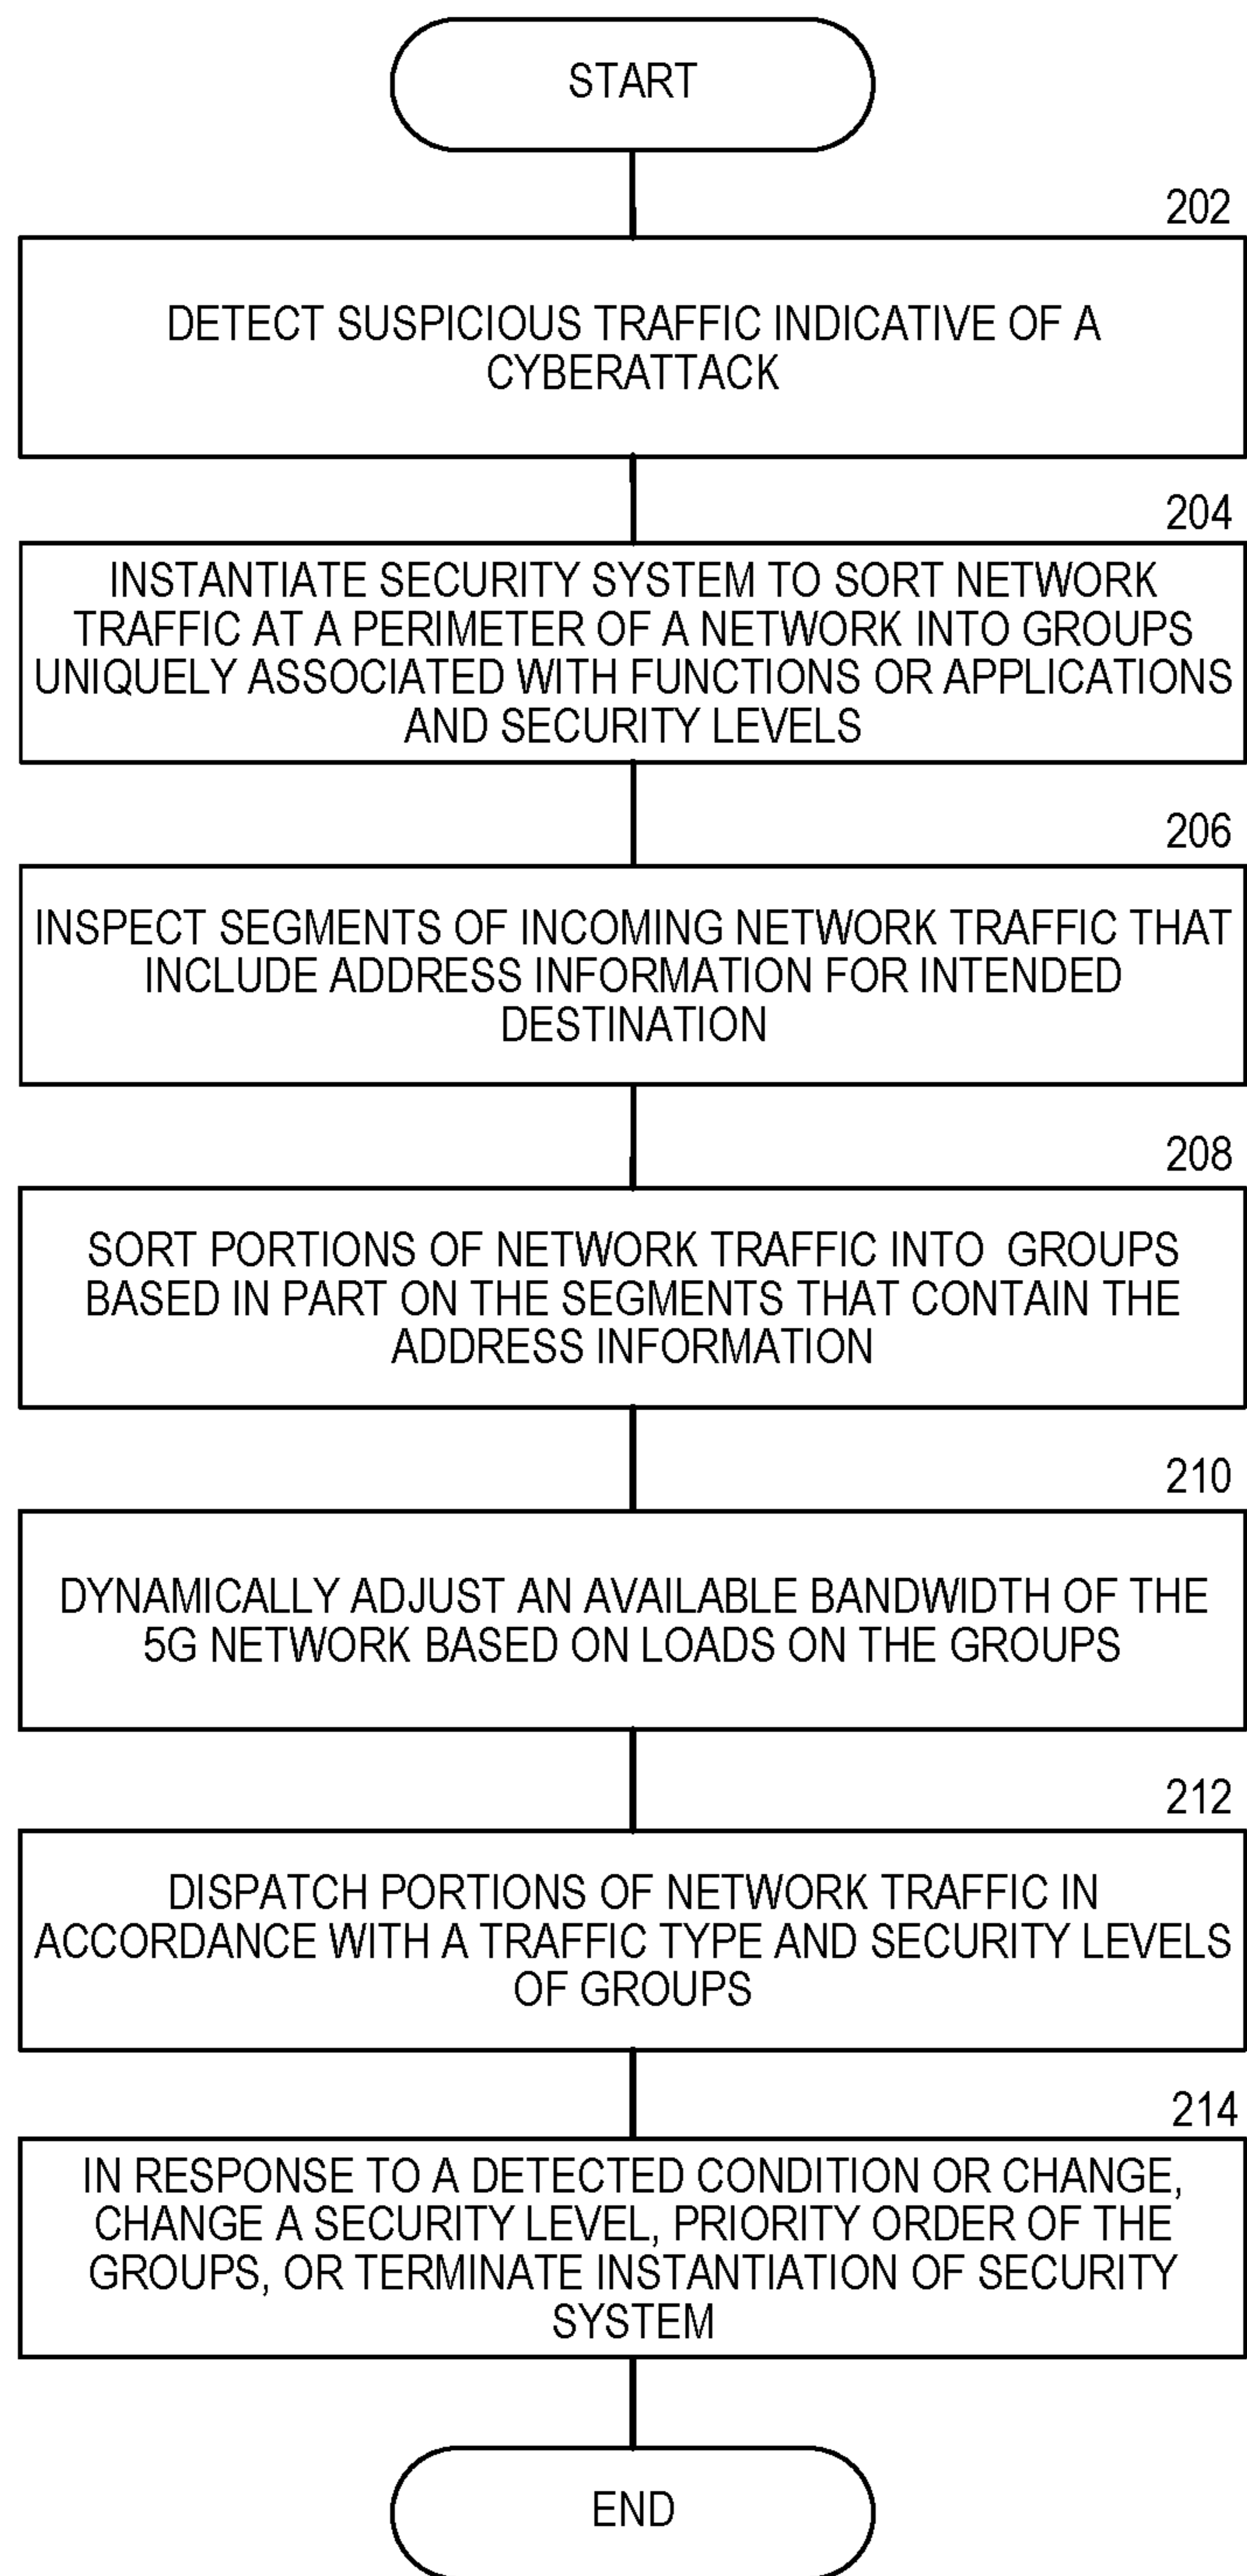 START
202
DETECT SUSPICIOUS TRAFFIC INDICATIVE OF A
CYBERATTACK
204
INSTANTIATE SECURITY SYSTEM TO SORT NETWORK
TRAFFIC AT A PERIMETER OF A NETWORK INTO GROUPS
UNIQUELY ASSOCIATED WITH FUNCTIONS OR APPLICATIONS
AND SECURITY LEVELS
206
INSPECT SEGMENTS OF INCOMING NETWORK TRAFFIC THAT
INCLUDE ADDRESS INFORMATION FOR INTENDED
DESTINATION
208
SORT PORTIONS OF NETWORK TRAFFIC INTO GROUPS
BASED IN PART ON THE SEGMENTS THAT CONTAIN THE
ADDRESS INFORMATION
210
DYNAMICALLY ADJUST AN AVAILABLE BANDWIDTH OF THE
5G NETWORK BASED ON LOADS ON THE GROUPS
212
DISPATCH PORTIONS OF NETWORK TRAFFIC IN
ACCORDANCE WITH A TRAFFIC TYPE AND SECURITY LEVELS
OF GROUPS
214
IN RESPONSE TO A DETECTED CONDITION OR CHANGE,
CHANGE A SECURITY LEVEL, PRIORITY ORDER OF THE
GROUPS, OR TERMINATE INSTANTIATION OF SECURITY
SYSTEM
END